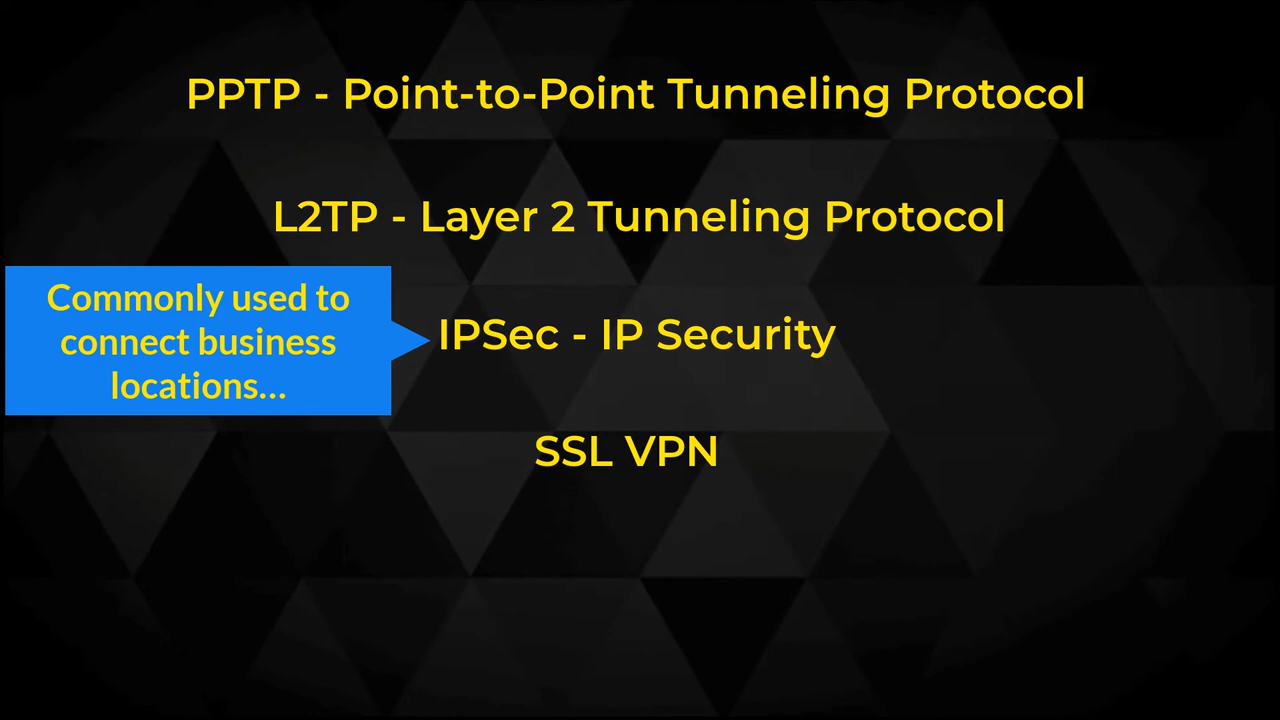 PPTP - Point-to-Point Tunneling Protocol
L2TP - Layer 2 Tunneling Protocol
Commonly used to
connect business
locations...
IPSec - IP Security
SSL VPN